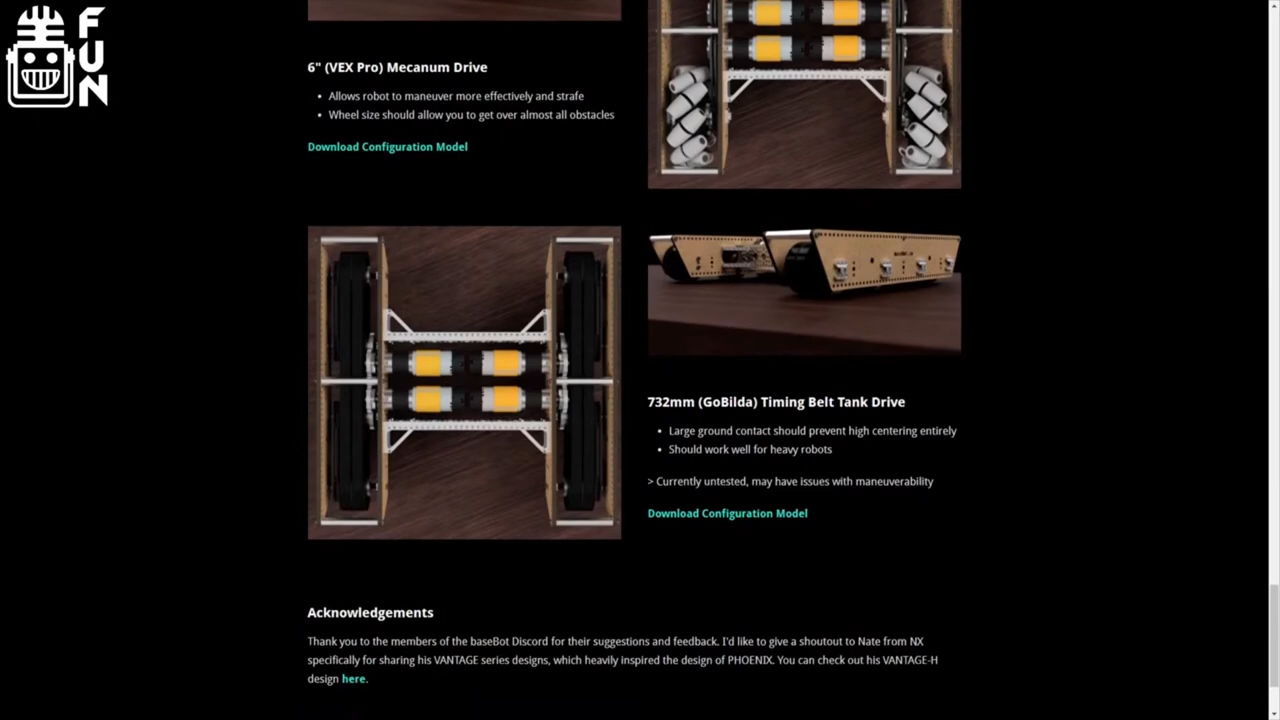 FUN
6" (VEX Pro) Mecanum Drive
• Allows robot to maneuver more effectively and strafe
• Wheel size should allow you to get over almost all obstacles
Download Configuration Model
732mm (GoBilda) Timing Belt Tank Drive
• Large ground contact should prevent high centering entirely
• Should work well for heavy robots
> Currently untested, may have issues with maneuverability
Download Configuration Model
Acknowledgements
Thank you to the members of the baseBot Discord for their suggestions and feedback. I'd like to give a shoutout to Nate from NX
specifically for sharing his VANTAGE series designs, which heavily inspired the design of PHOENIX. You can check out his VANTAGE-H
design here.